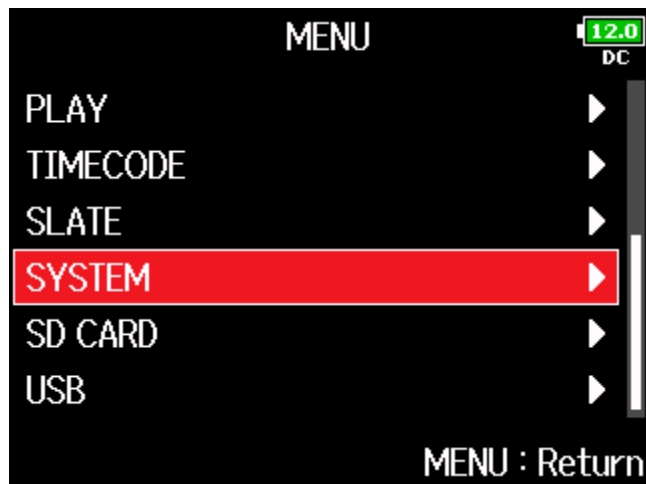 MENU
12.0
DC
PLAY
TIMECODE
SLATE
SYSTEM
SD CARD
USB
MENU : Return